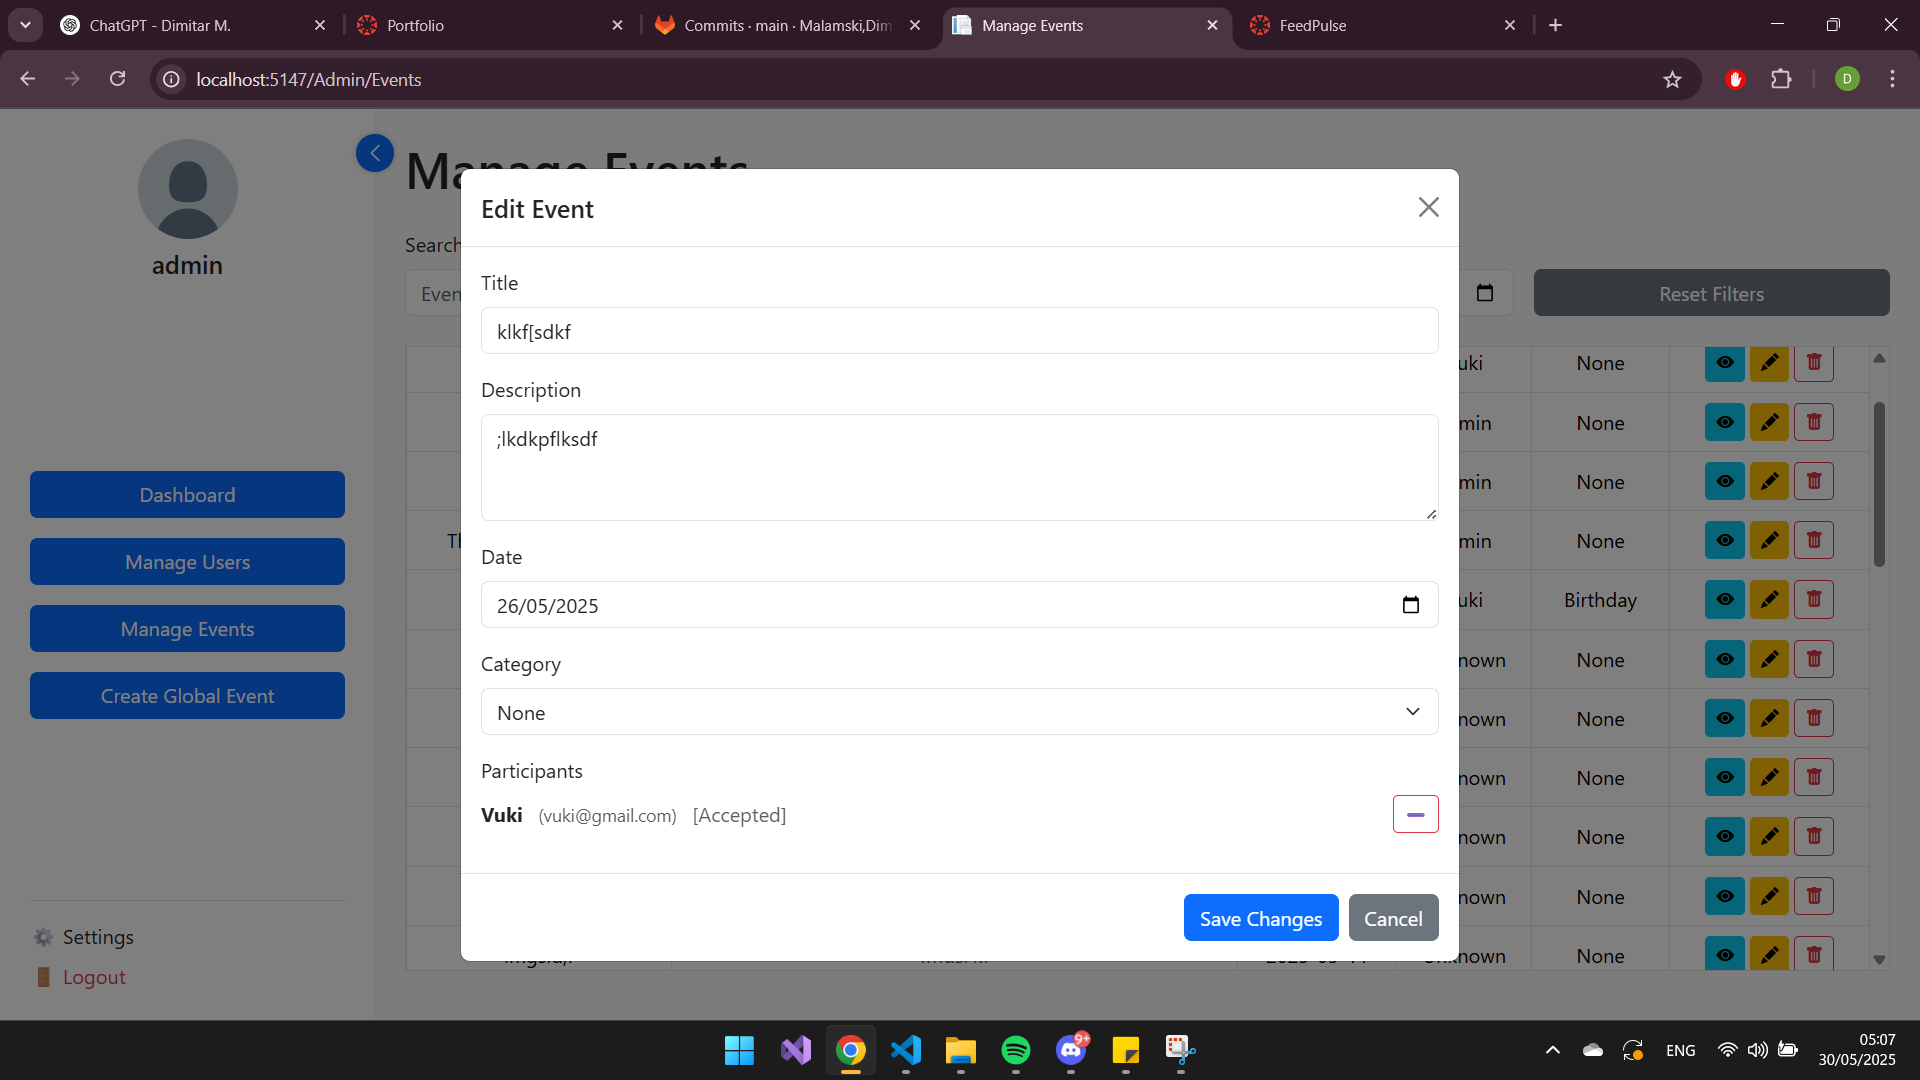 ChatGPT - Dimitar M.
Portfolio
Commits · main · Malamski,Dim
Manage Events
FeedPulse
localhost:5147/Admin/Events
D
admin
Dashboard
Manage Users
Manage Events
Create Global Event
Settings
Logout
Manage Events
Search
Even
Reset Filters
Edit Event
Title
klkf[sdkf
Description
;lkdkpflksdf
Date
26/05/2025
Category
None
Participants
Vuki (vuki@gmail.com) [Accepted]
Save Changes Cancel
uki None
min None
min None
Th min None
uki Birthday
nown None
nown None
nown None
nown None
nown None
nown None
9+
ENG
05:07
30/05/2025